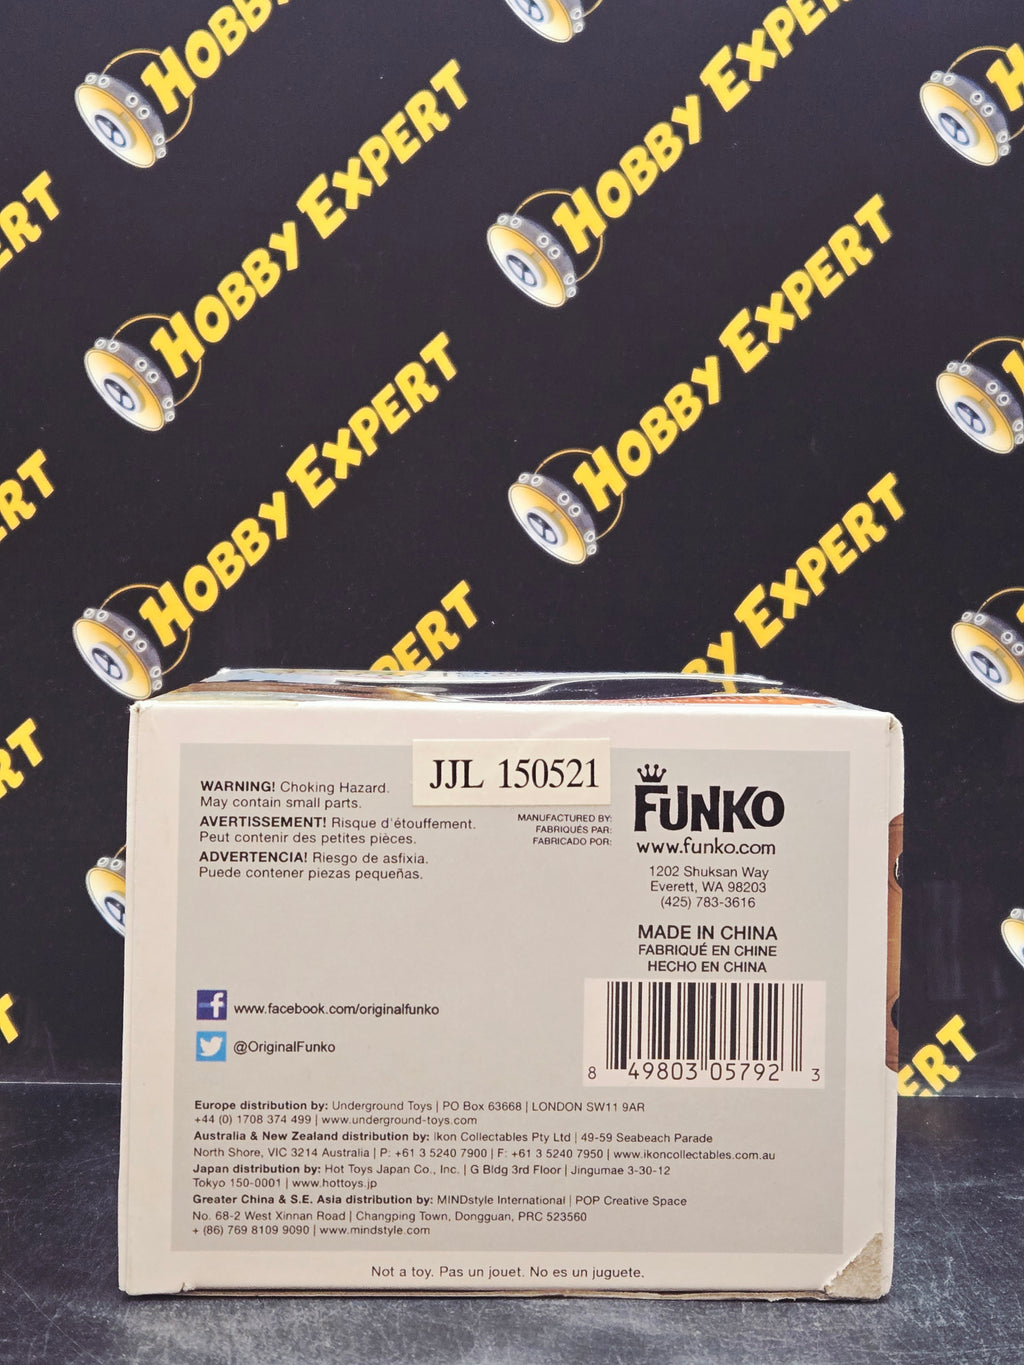 HOBBY EXPERT
HOBBY EXPERT
HOBBY EXPERT
HOBBY EXPERT
HOBBY EXPERT
HOBBY EXPERT
JJL 150521
WARNING! Choking Hazard.
May contain small parts.
AVERTISSEMENT! Risque d'étouffement.
Peut contenir des petites pièces.
ADVERTENCIA! Riesgo de asfixia.
Puede contener piezas pequeñas.
MANUFACTURED BY:
FABRIQUÉS PAR:
FABRICADO POR:
FUNKO
www.funko.com
1202 Shuksan Way
Everett, WA 98203
(425) 783-3616
MADE IN CHINA
FABRIQUÉ EN CHINE
HECHO EN CHINA
www.facebook.com/originalfunko
@OriginalFunko
8 49803 05792 3
Europe distribution by: Underground Toys | PO Box 63668 | LONDON SW11 9AR
+44 (0) 1708 374 499 | www.underground-toys.com
Australia & New Zealand distribution by: Ikon Collectables Pty Ltd | 49-59 Seabeach Parade
North Shore, VIC 3214 Australia | P: +61 3 5240 7900 | F: +61 3 5240 7950 | www.ikoncollectables.com.au
Japan distribution by: Hot Toys Japan Co., Inc. | G Bldg 3rd Floor | Jingumae 3-30-12
Tokyo 150-0001 | www.hottoys.jp
Greater China & S.E. Asia distribution by: MINDstyle International | POP Creative Space
No. 68-2 West Xinnan Road | Changping Town, Dongguan, PRC 523560
+ (86) 769 8109 9090 | www.mindstyle.com
Not a toy. Pas un jouet. No es un juguete.